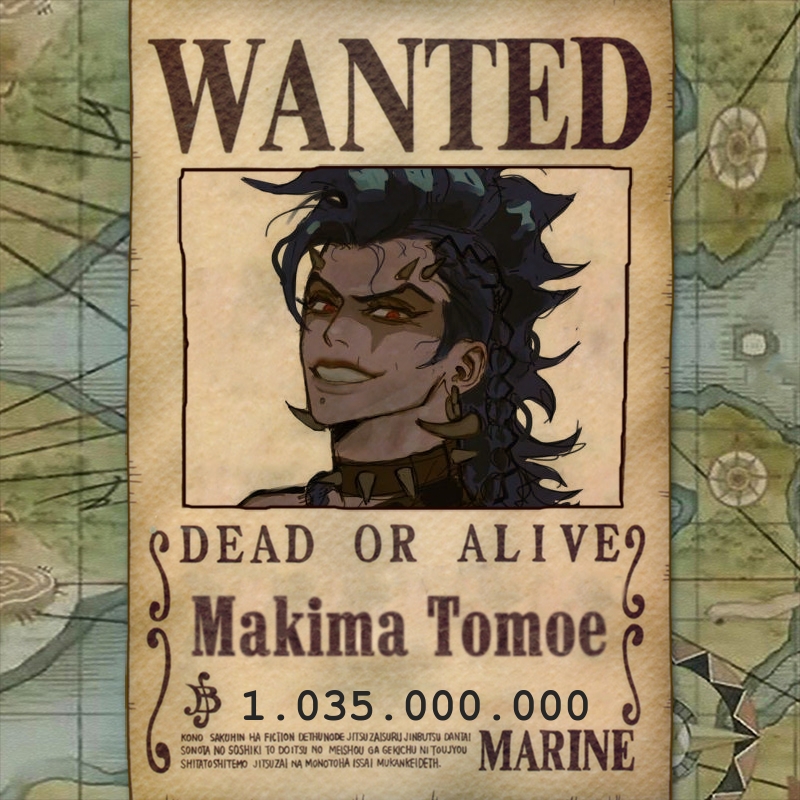 WANTED
DEAD OR ALIVE
Makima Tomoe
1.035.000.000
KONO SAKUHIN HA FICTION DETHUNODE JITSUZAISURU JINBUTSU DANTAI
SONOTA NO SOSHIKI TO DOITSU NO MEISHOU GA GEKICHU NI TOUJYOU
SHITATOSHITEMO JITSUZAI NA MONOTOHA ISSAI MUKANKEIDETH.
MARINE